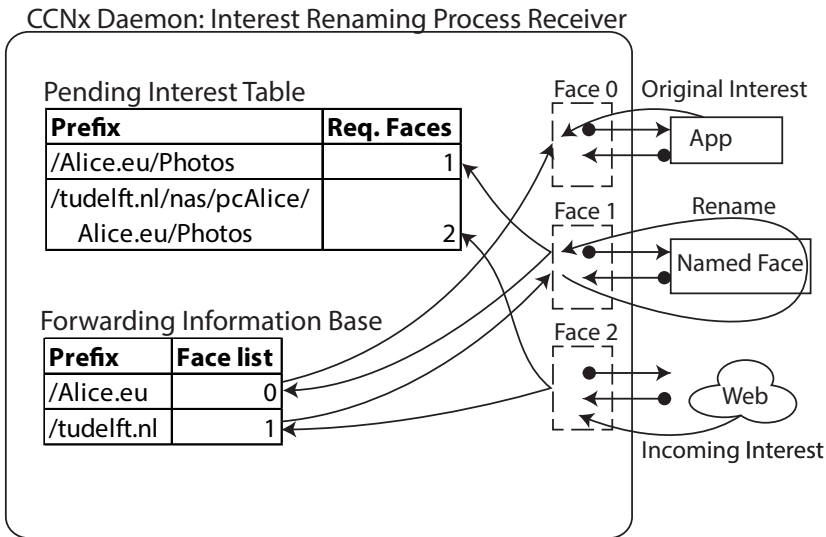 CCNx Daemon: Interest Renaming Process Receiver
Pending Interest Table
Prefix Req. Faces
/Alice.eu/Photos 1
/tudelft.nl/nas/pcAlice/
Alice.eu/Photos 2
Forwarding Information Base
Prefix Face list
/Alice.eu 0
/tudelft.nl 1
Face 0
Original Interest
App
Face 1
Rename
Named Face
Face 2
Web
Incoming Interest